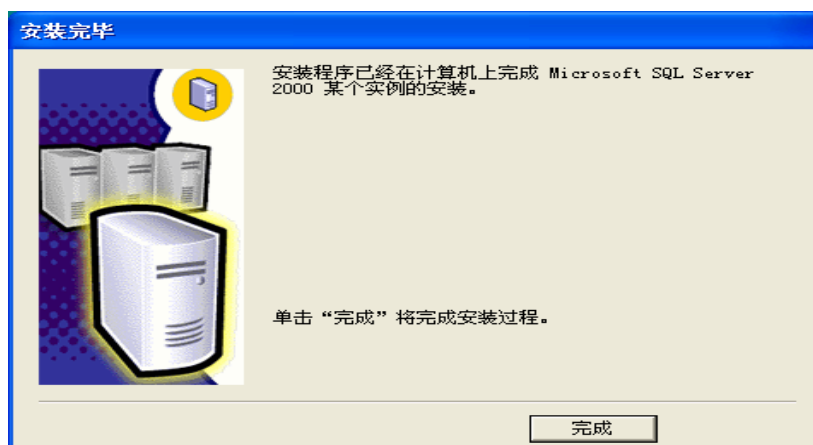 安装完毕
安装程序已经在计算机上完成 Microsoft SQL Server
2000 某个实例的安装。
单击“完成”将完成安装过程。
完成